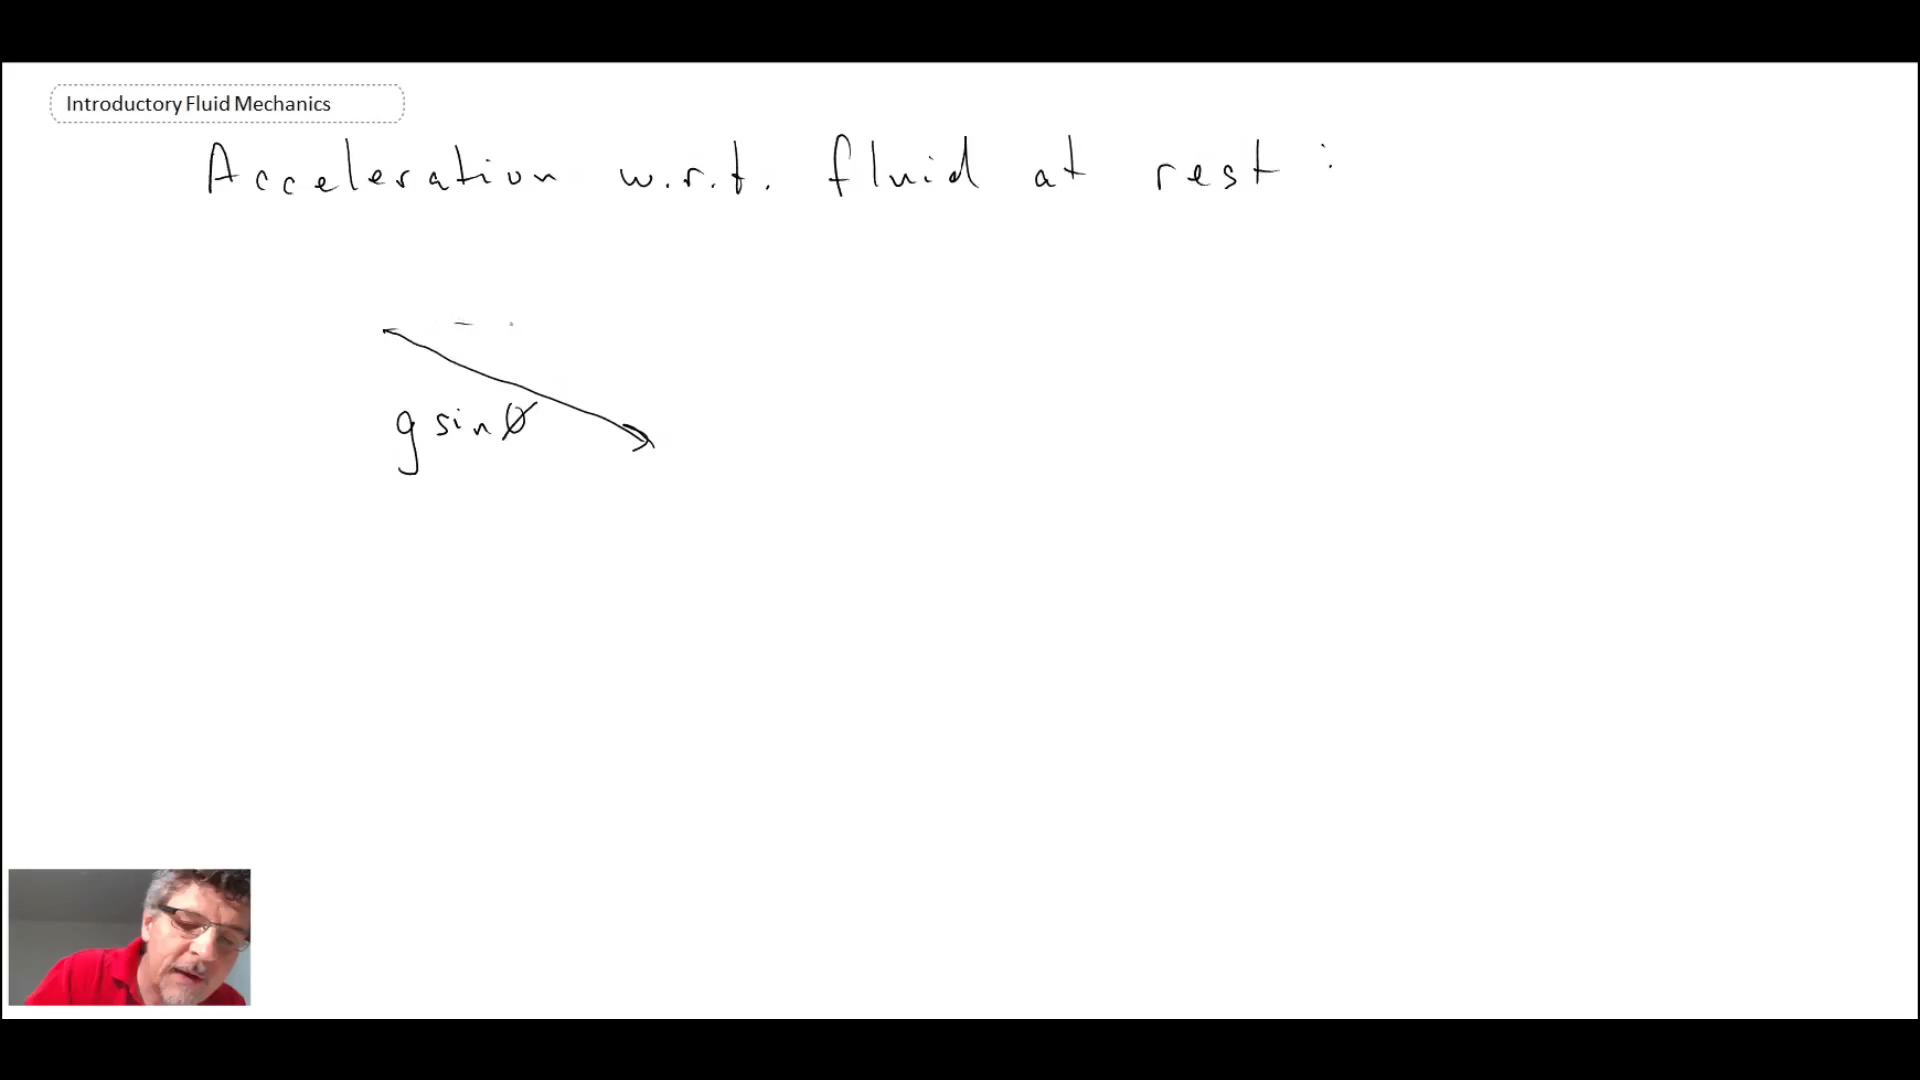 Introductory Fluid Mechanics
Acceleration w.r.t. fluid at rest :
g sin Ø